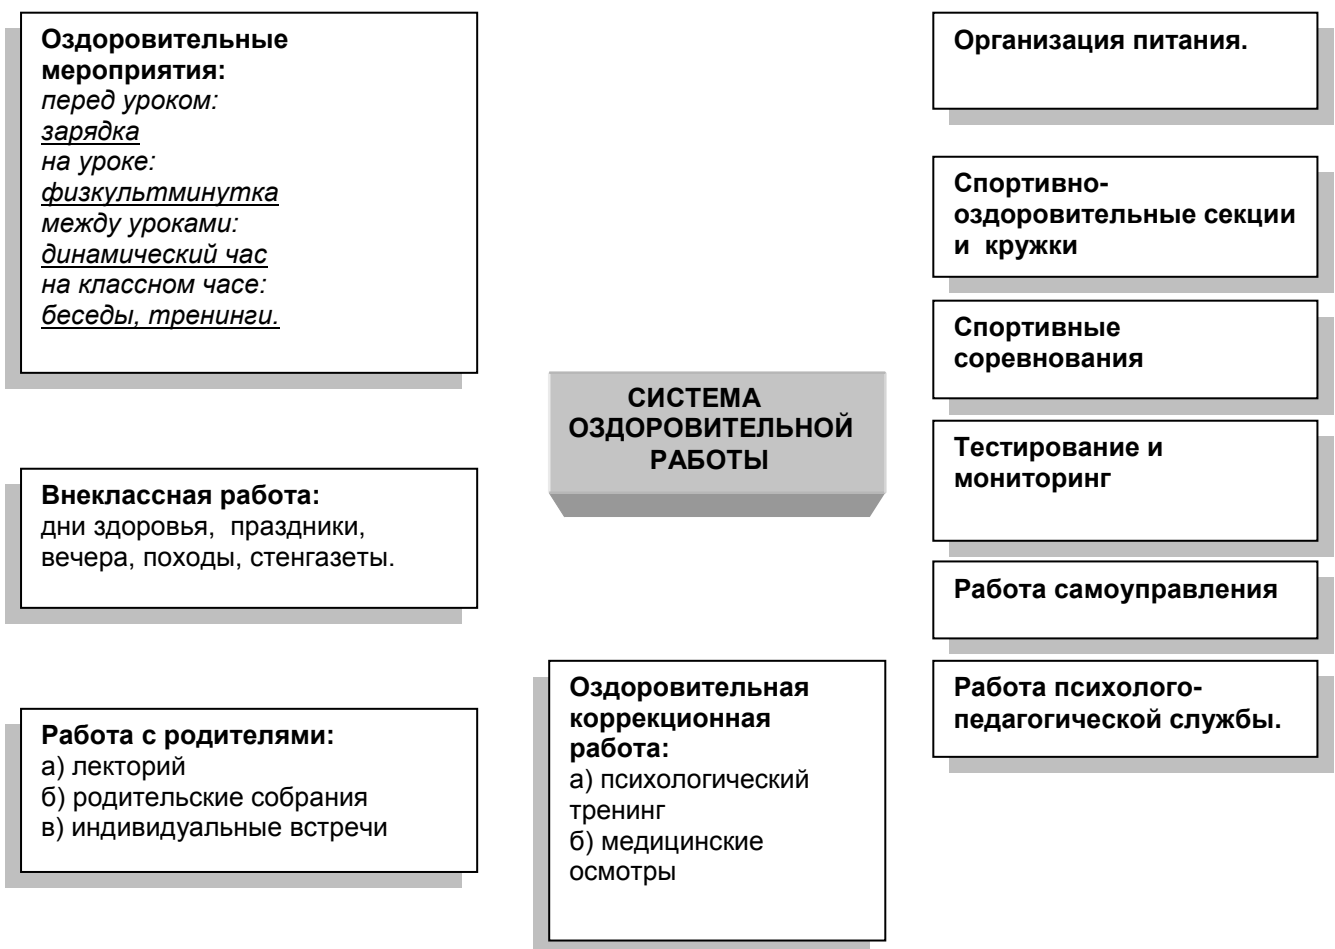 Оздоровительные
мероприятия:
перед уроком:
зарядка
на уроке:
физкультминутка
между уроками:
динамический час
на классном часе:
беседы, тренинги.
Внеклассная работа:
дни здоровья,  праздники,
вечера, походы, стенгазеты.
Работа с родителями:
а) лекторий
б) родительские собрания
в) индивидуальные встречи
СИСТЕМА
ОЗДОРОВИТЕЛЬНОЙ
РАБОТЫ
Оздоровительная
коррекционная
работа:
а) психологический
тренинг
б) медицинские
осмотры
Организация питания.
Спортивно-
оздоровительные секции
и  кружки
Спортивные
соревнования
Тестирование и
мониторинг
Работа самоуправления
Работа психолого-
педагогической службы.